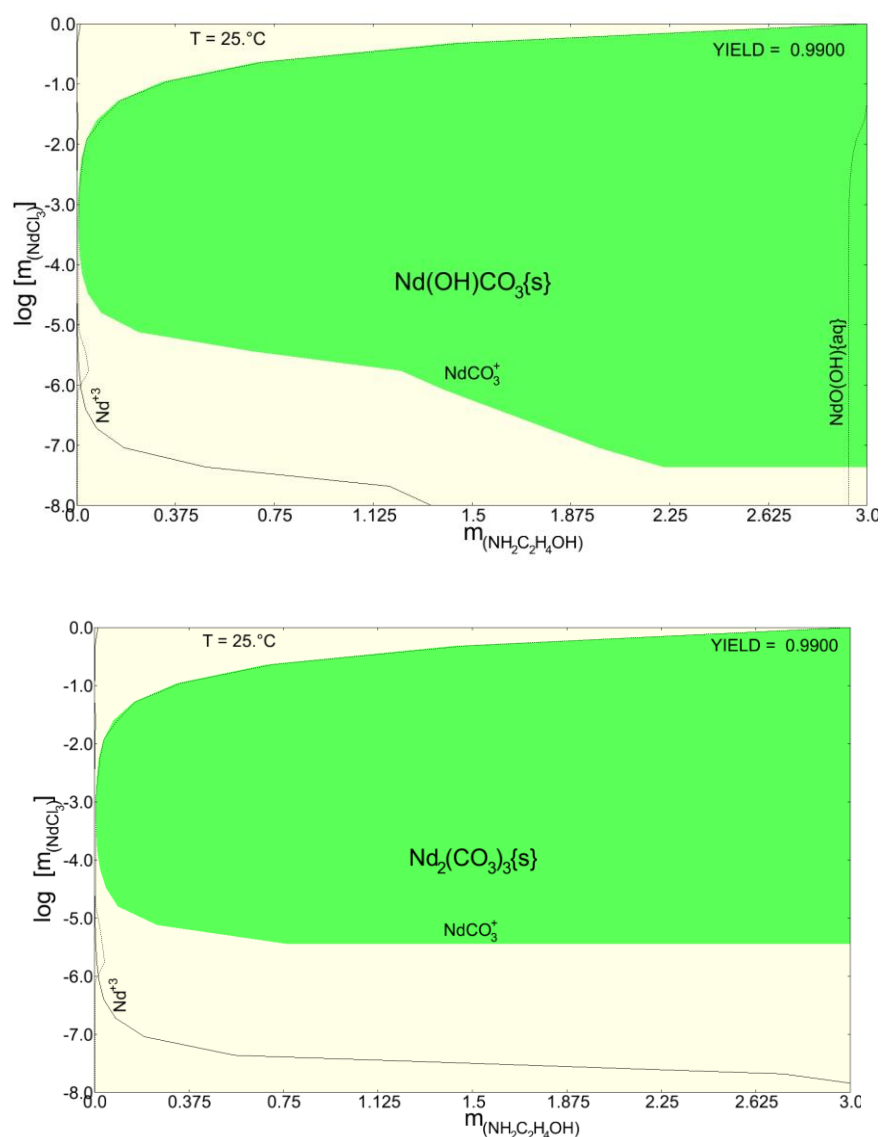 T = 25.°C
YIELD = 0.9900
0.0
-1.0
-2.0
-3.0
-4.0
-5.0
-6.0
-7.0
-8.0
log [m(NdCl₃)]
Nd(OH)CO₃{s}
NdCO₃⁺
Nd⁺³
NdO(OH){aq}
0.0 0.375 0.75 1.125 1.5 1.875 2.25 2.625 3.0
m(NH₂C₂H₄OH)
T = 25.°C
YIELD = 0.9900
0.0
-1.0
-2.0
-3.0
-4.0
-5.0
-6.0
-7.0
-8.0
log [m(NdCl₃)]
Nd₂(CO₃)₃{s}
NdCO₃⁺
Nd⁺³
0.0 0.375 0.75 1.125 1.5 1.875 2.25 2.625 3.0
m(NH₂C₂H₄OH)